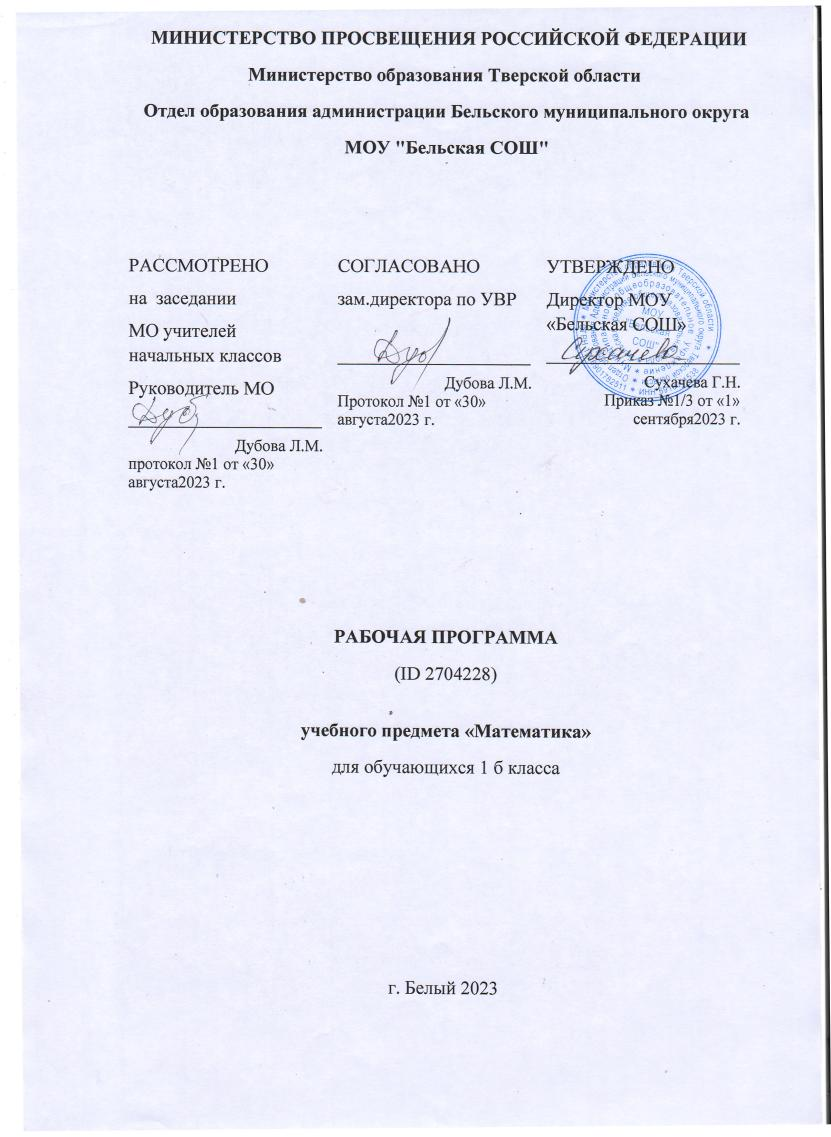 МИНИСТЕРСТВО ПРОСВЕЩЕНИЯ РОССИЙСКОЙ ФЕДЕРАЦИИ
Министерство образования Тверской области
Отдел образования администрации Бельского муниципального округа
МОУ "Бельская СОШ"
РАССМОТРЕНО
на заседании
МО учителей
начальных классов
Руководитель МО
Дубова Л.М.
протокол №1 от «30»
августа2023 г.
СОГЛАСОВАНО
зам.директора по УВР
Дубова Л.М.
Протокол №1 от «30»
августа2023 г.
УТВЕРЖДЕНО
Директор МОУ
«Бельская СОШ»
Сухачева Г.Н.
Приказ №1/3 от «1»
сентября2023 г.
МОУ
"Бельская
СОШ"
РАБОЧАЯ ПРОГРАММА
(ID 2704228)
учебного предмета «Математика»
для обучающихся 1 б класса
г. Белый 2023